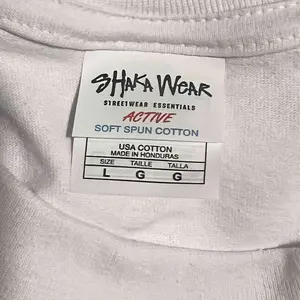 SHAKA WEAR
STREETWEAR ESSENTIALS
ACTIVE
SOFT SPUN COTTON
USA COTTON
MADE IN HONDURAS
SIZE TAILLE TALLA
L G G